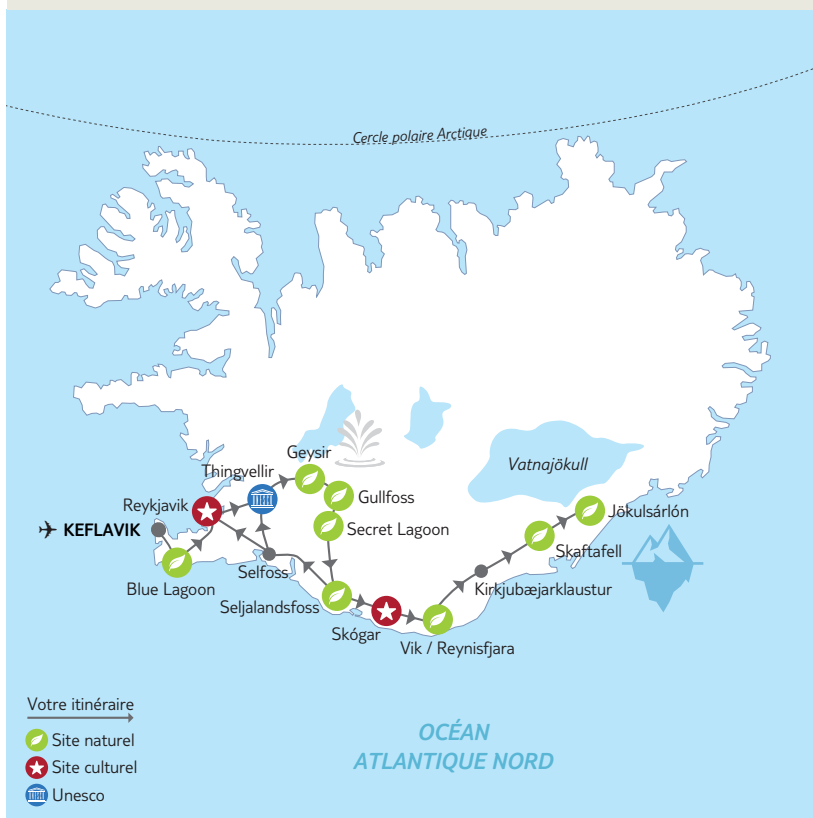 Cercle polaire Arctique
Geysir
Thingvellir
Gullfoss
Vatnajökull
Reykjavik
Jökulsárlón
KEFLAVIK
Secret Lagoon
Skaftafell
Selfoss
Blue Lagoon
Kirkjubæjarklaustur
Seljalandsfoss
Skógar
Vik / Reynisfjara
Votre itinéraire
Site naturel
Site culturel
Unesco
OCÉAN
ATLANTIQUE NORD